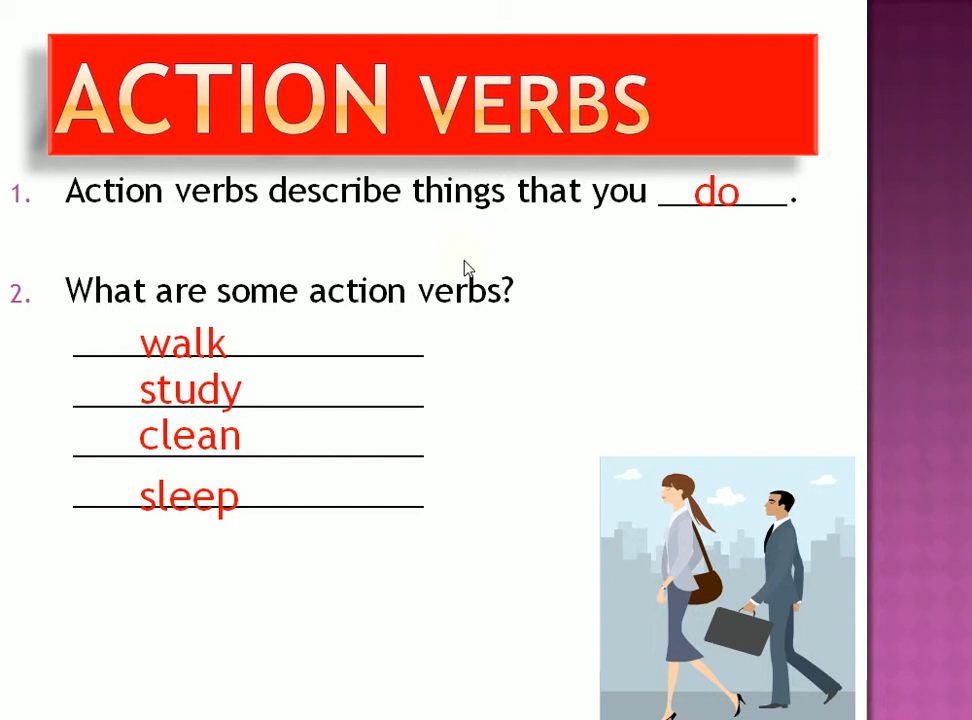 ACTION VERBS
1. Action verbs describe things that you do.
2. What are some action verbs?
walk
study
clean
sleep